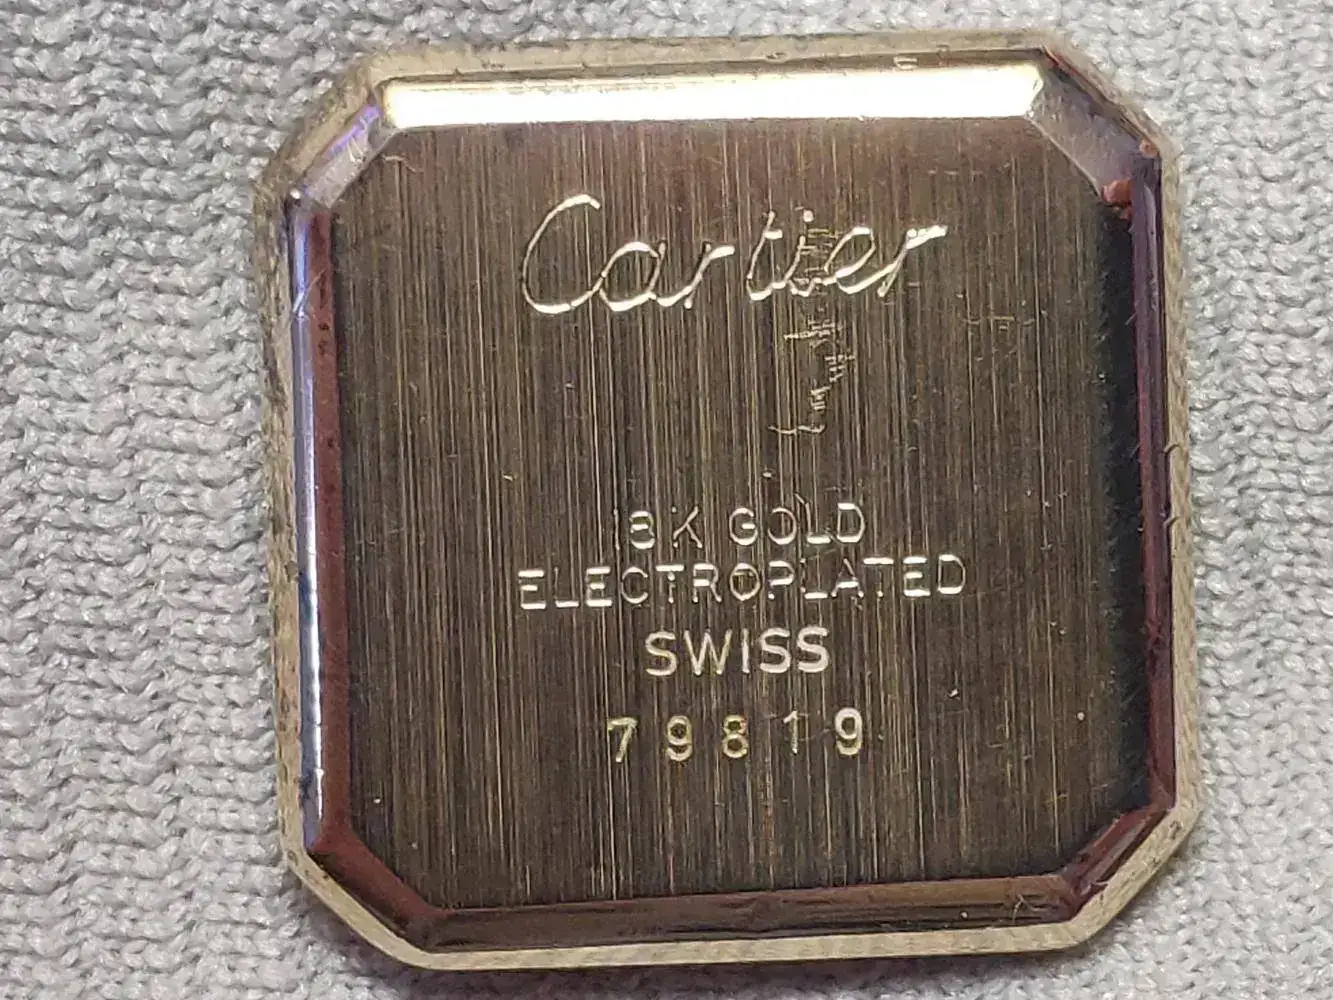 Cartier
18K GOLD
ELECTROPLATED
SWISS
79819